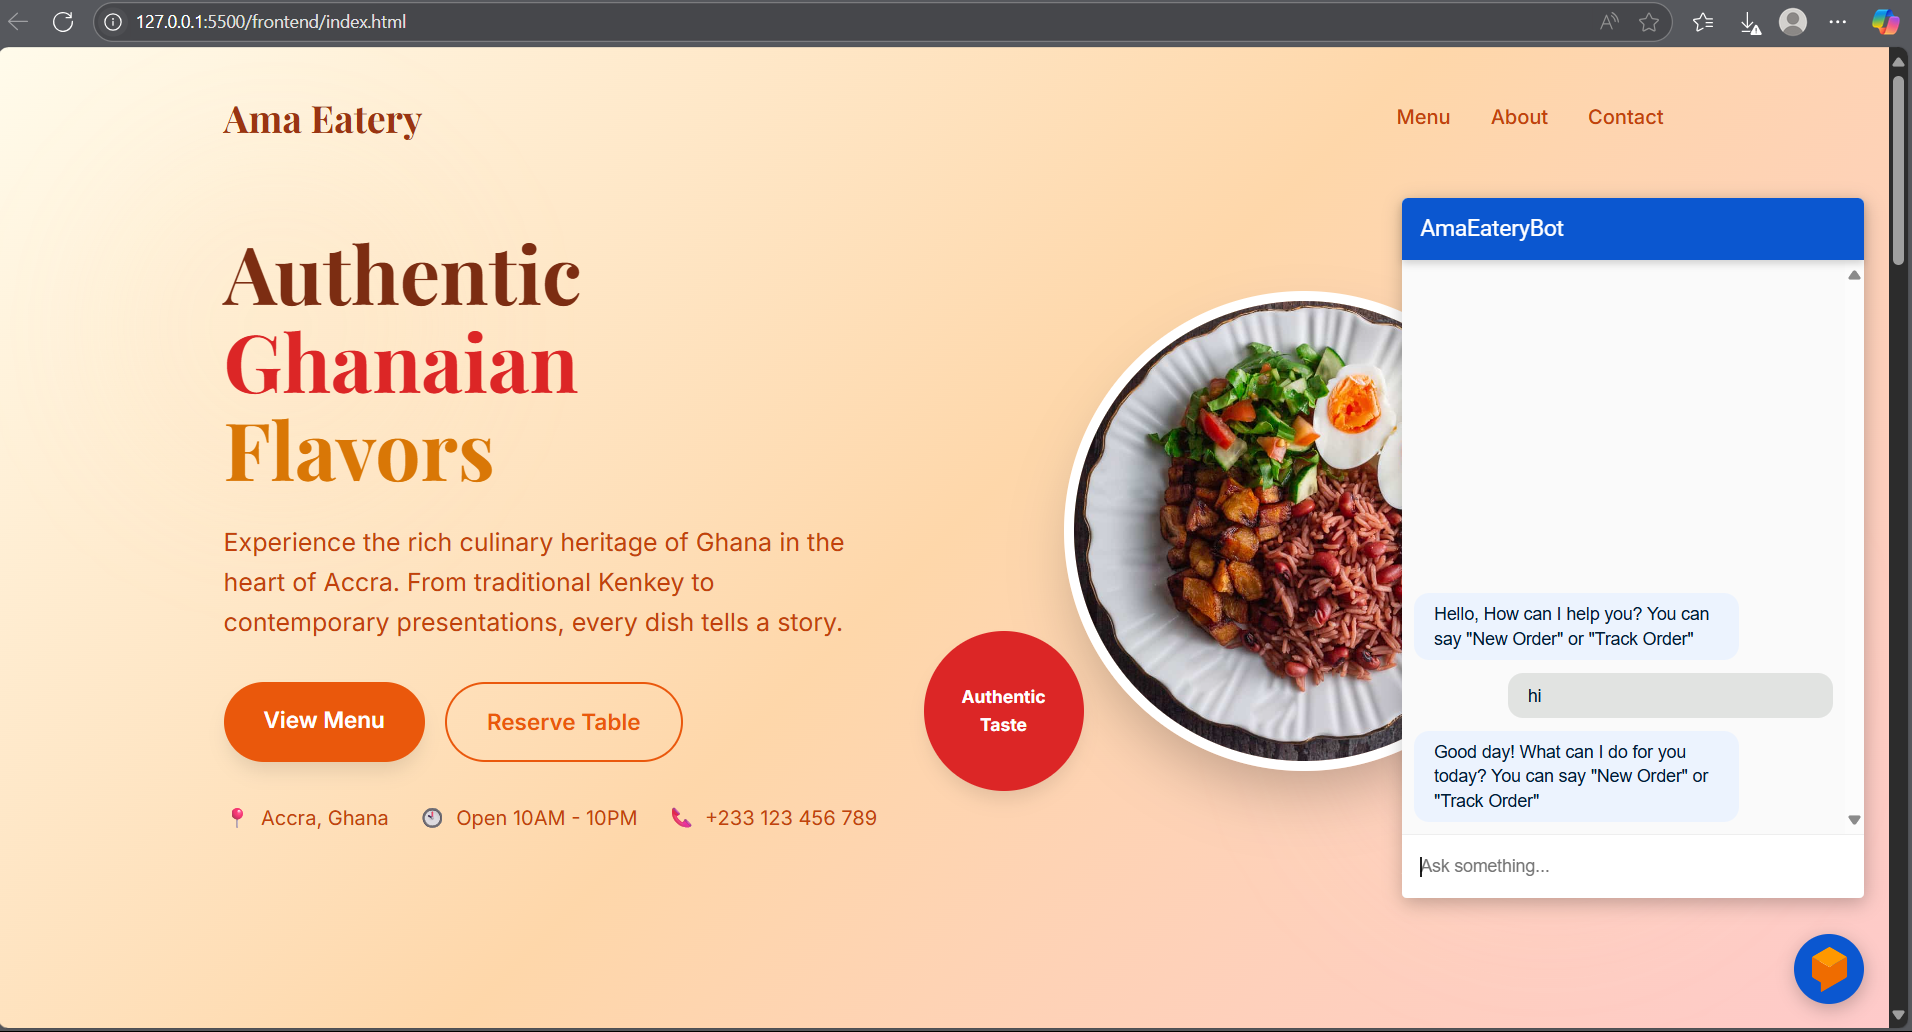 127.0.0.1:5500/frontend/index.html
Ama Eatery
Menu
About
Contact
Authentic
Ghanaian
Flavors
Experience the rich culinary heritage of Ghana in the
heart of Accra. From traditional Kenkey to
contemporary presentations, every dish tells a story.
View Menu
Reserve Table
Accra, Ghana
Open 10AM - 10PM
+233 123 456 789
Authentic
Taste
AmaEateryBot
Hello, How can I help you? You can
say "New Order" or "Track Order"
hi
Good day! What can I do for you
today? You can say "New Order" or
"Track Order"
Ask something...